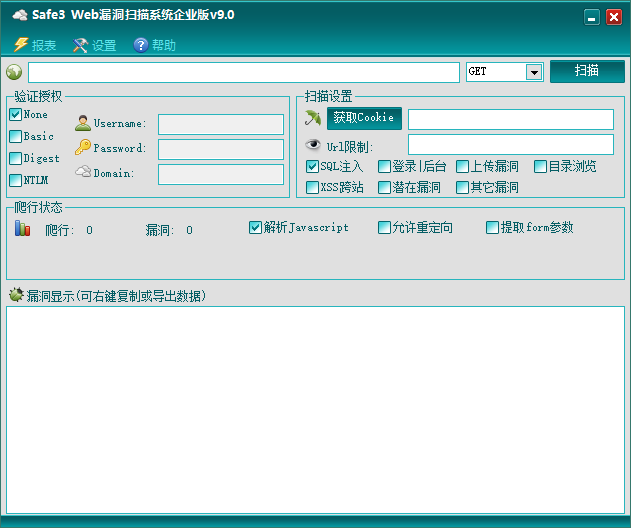 Safe3 Web漏洞扫描系统企业版v9.0
报表 设置 帮助
GET 扫描
验证授权
None
Basic
Digest
NTLM
Username:
Password:
Domain:
扫描设置
获取Cookie
Url限制:
SQL注入 登录|后台 上传漏洞 目录浏览
XSS跨站 潜在漏洞 其它漏洞
爬行状态
爬行: 0 漏洞: 0 解析Javascript 允许重定向 提取form参数
漏洞显示(可右键复制或导出数据)